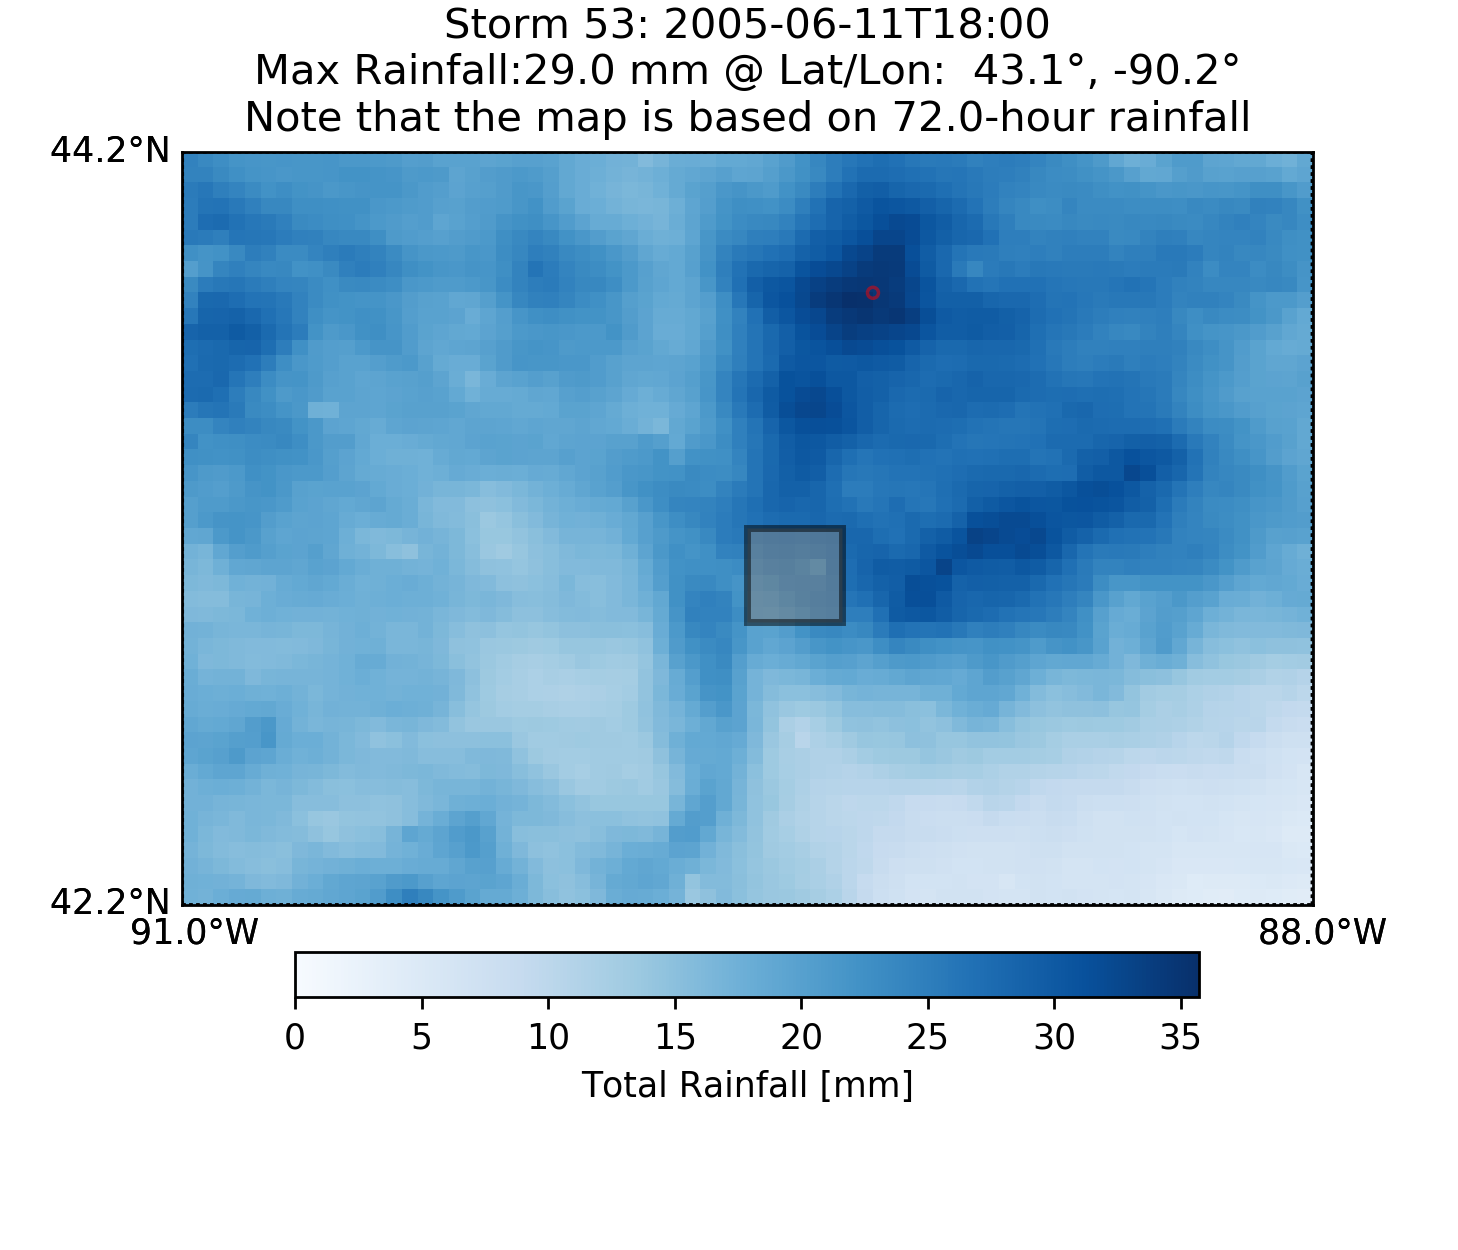 Storm 53: 2005-06-11T18:00
Max Rainfall:29.0 mm @ Lat/Lon:  43.1°, -90.2°
Note that the map is based on 72.0-hour rainfall
44.2°N
42.2°N
91.0°W 88.0°W
0 5 10 15 20 25 30 35
Total Rainfall [mm]